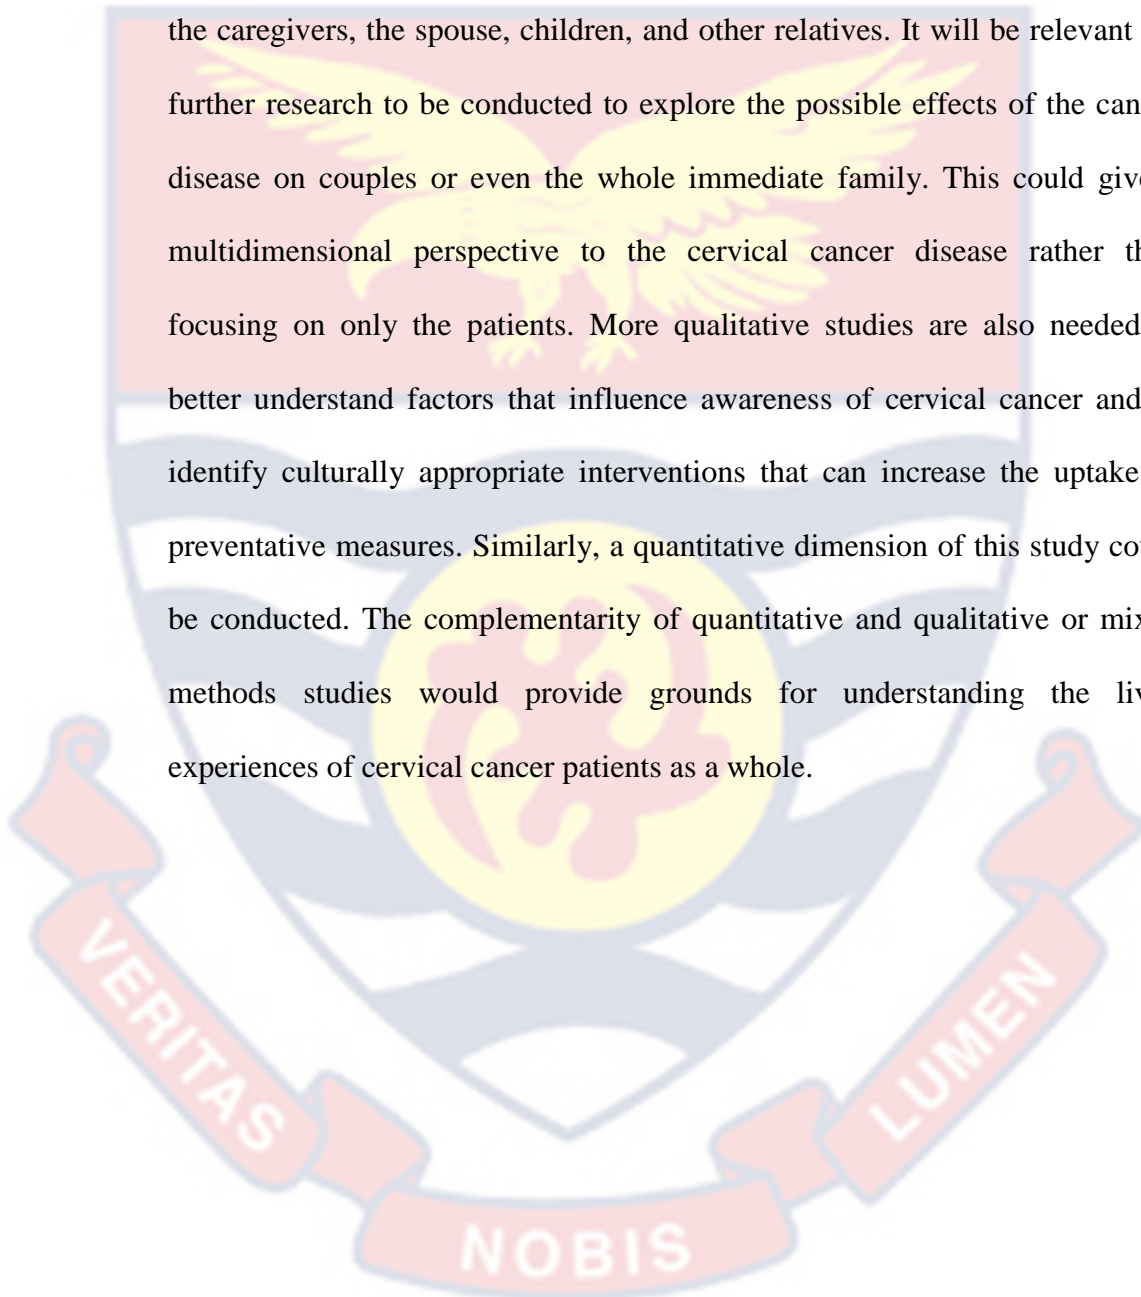 the caregivers, the spouse, children, and other relatives. It will be relevant
further research to be conducted to explore the possible effects of the can
disease on couples or even the whole immediate family. This could give
multidimensional perspective to the cervical cancer disease rather th
focusing on only the patients. More qualitative studies are also needed
better understand factors that influence awareness of cervical cancer and
identify culturally appropriate interventions that can increase the uptake
preventative measures. Similarly, a quantitative dimension of this study cou
be conducted. The complementarity of quantitative and qualitative or mix
methods studies would provide grounds for understanding the liv
experiences of cervical cancer patients as a whole.
VERITAS
NOBIS
LUMEN